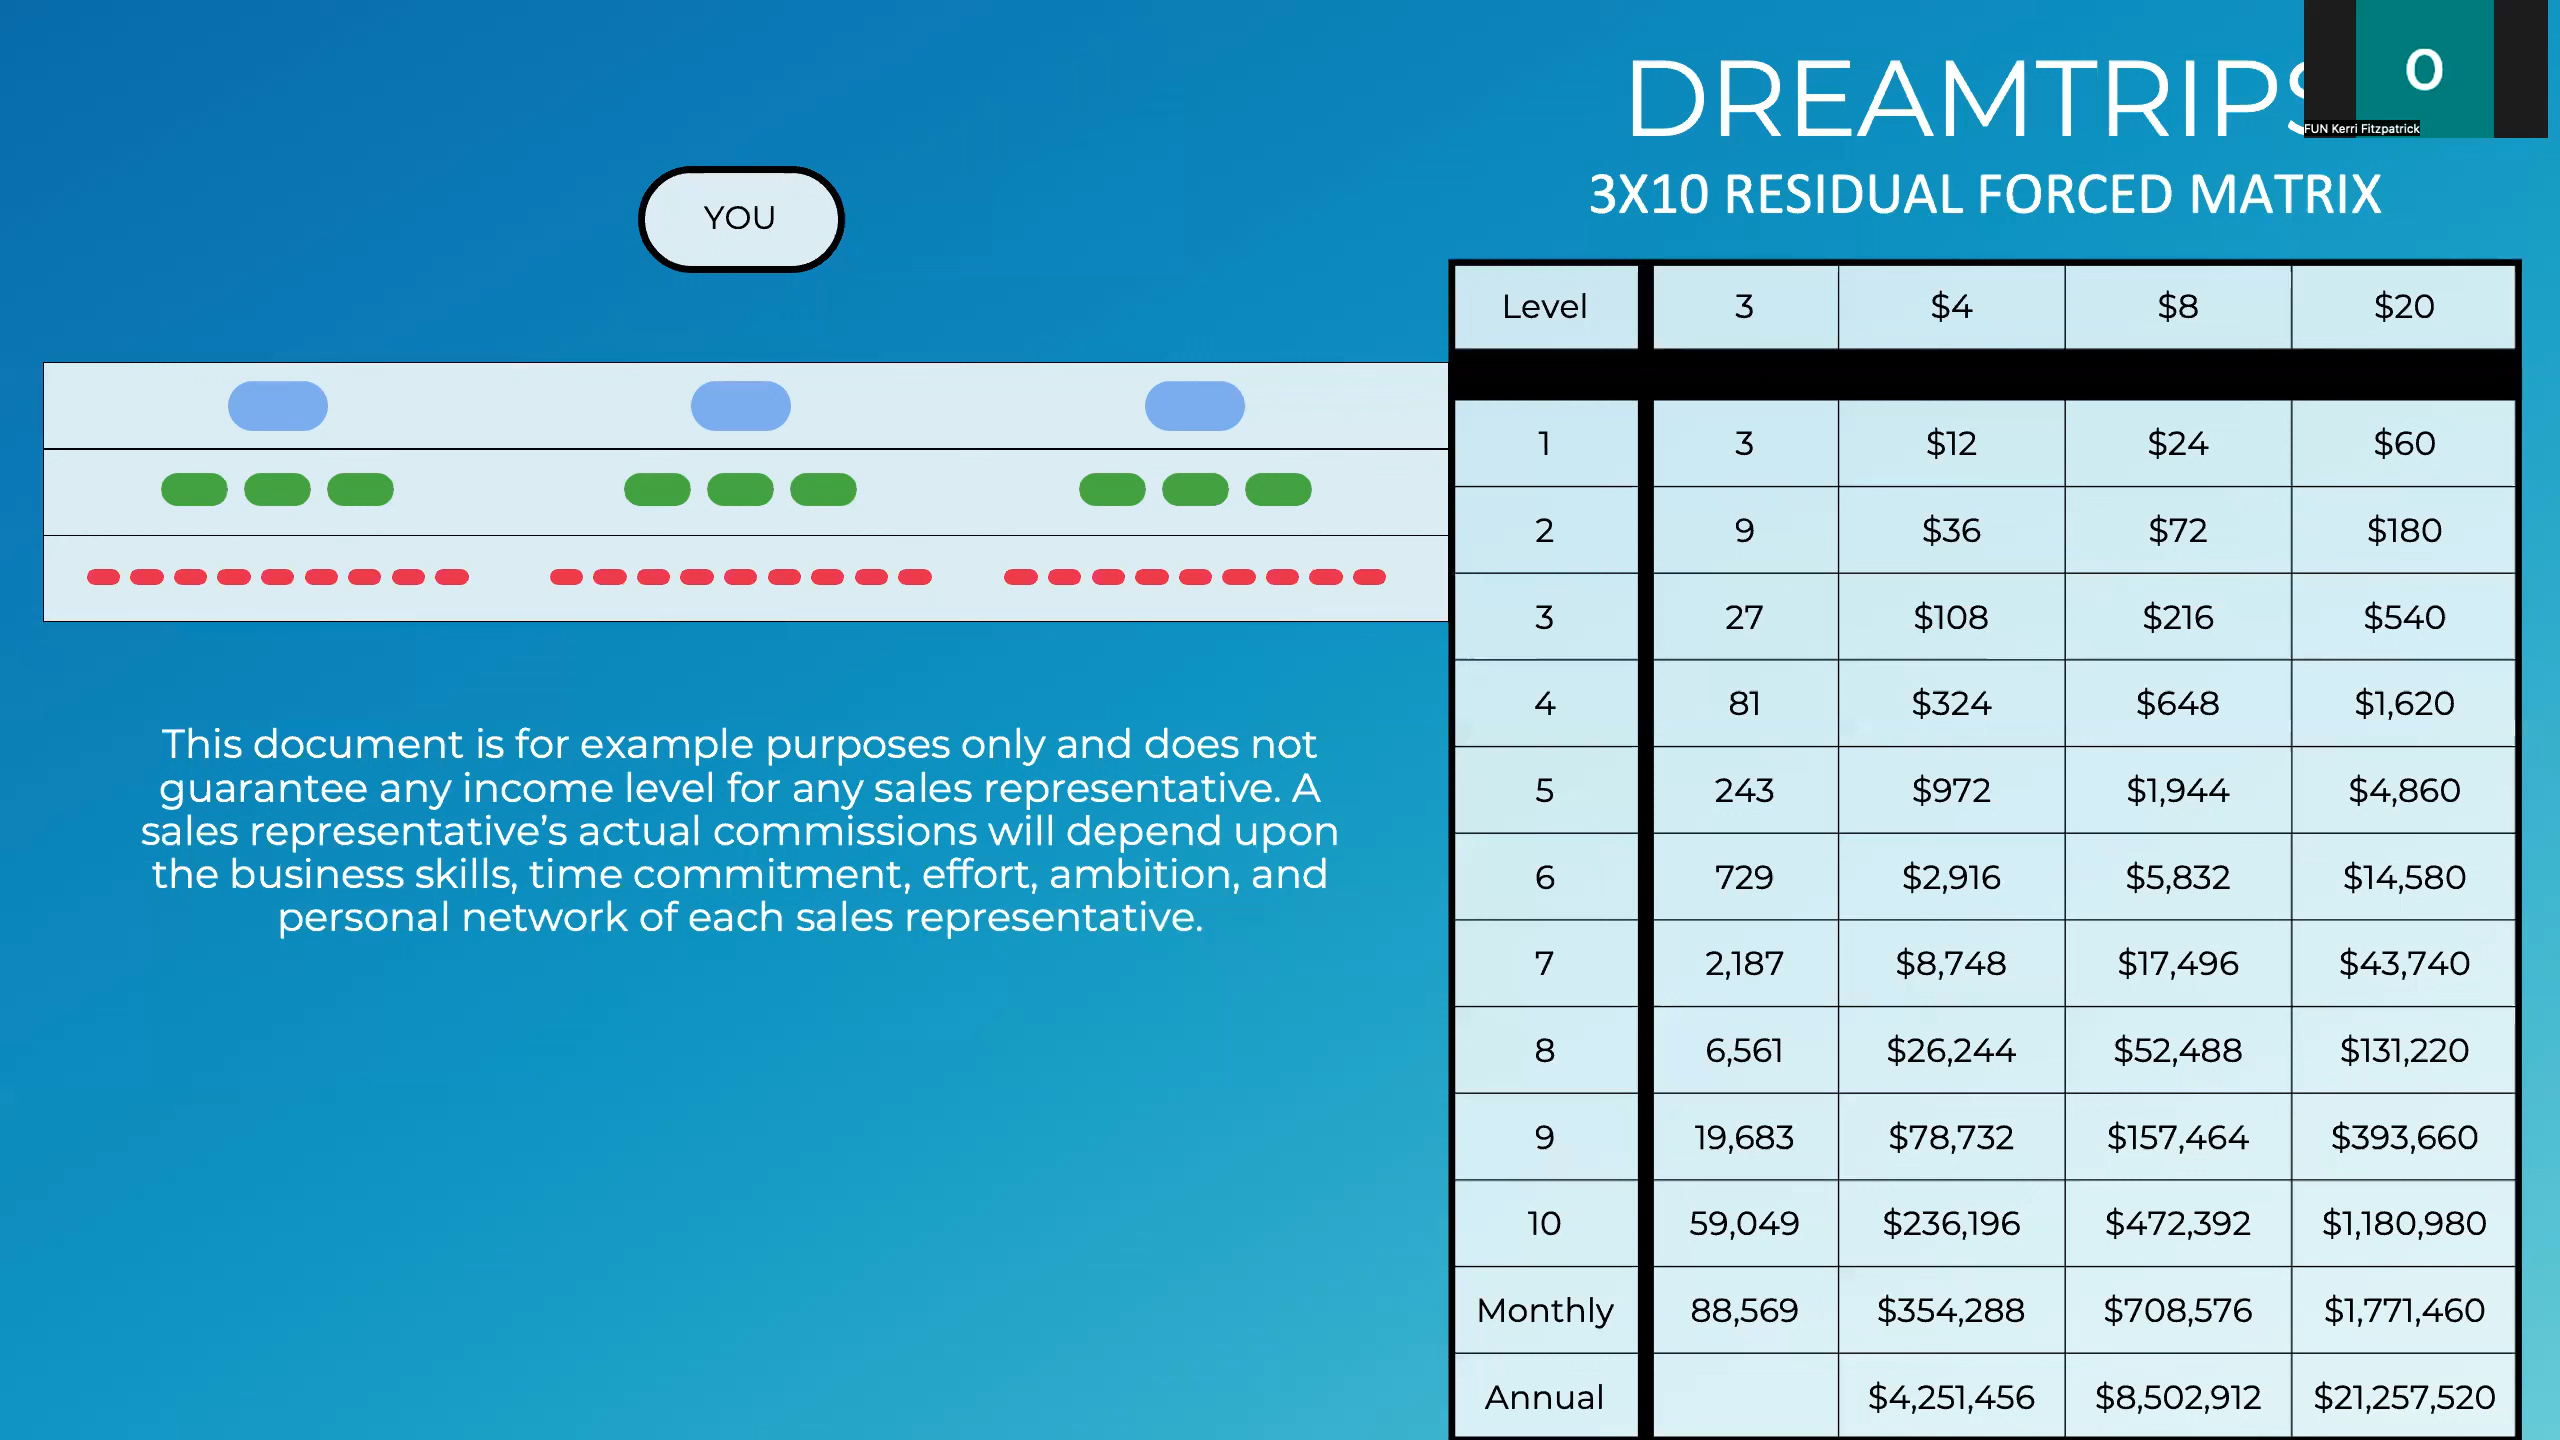 DREAMTRIPS
O
FUN Kerri Fitzpatrick
3X10 RESIDUAL FORCED MATRIX
YOU
Level 3 $4 $8 $20
1 3 $12 $24 $60
2 9 $36 $72 $180
3 27 $108 $216 $540
4 81 $324 $648 $1,620
5 243 $972 $1,944 $4,860
6 729 $2,916 $5,832 $14,580
7 2,187 $8,748 $17,496 $43,740
8 6,561 $26,244 $52,488 $131,220
9 19,683 $78,732 $157,464 $393,660
10 59,049 $236,196 $472,392 $1,180,980
Monthly 88,569 $354,288 $708,576 $1,771,460
Annual $4,251,456 $8,502,912 $21,257,520
This document is for example purposes only and does not
guarantee any income level for any sales representative. A
sales representative’s actual commissions will depend upon
the business skills, time commitment, effort, ambition, and
personal network of each sales representative.